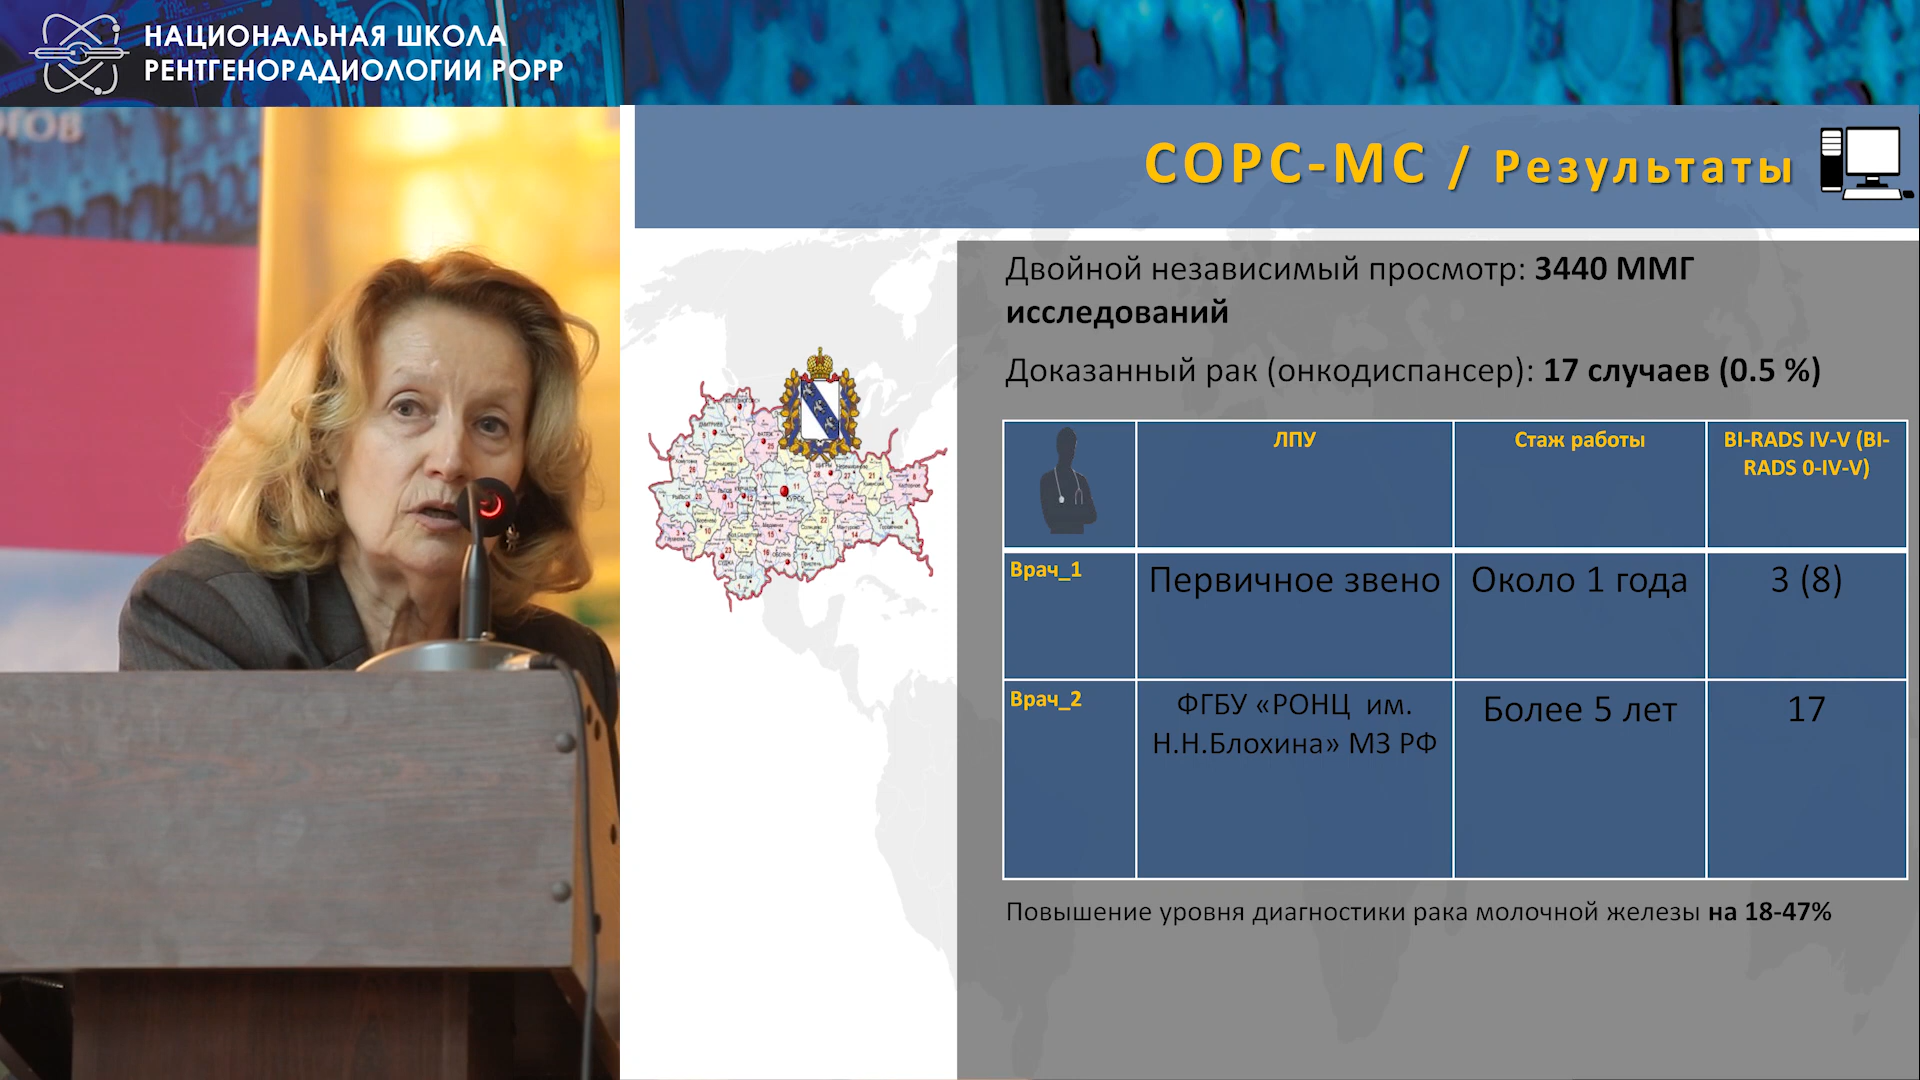 НАЦИОНАЛЬНАЯ ШКОЛА
РЕНТГЕНОРАДИОЛОГИИ РОРР
СОРС-МС / Результаты
Двойной независимый просмотр: 3440 ММГ
исследований
Доказанный рак (онкодиспансер): 17 случаев (0.5 %)
ЛПУ
Стаж работы
BI-RADS IV-V (BI-
RADS 0-IV-V)
Врач_1
Первичное звено
Около 1 года
3 (8)
Врач_2
ФГБУ «РОНЦ им.
Н.Н.Блохина» МЗ РФ
Более 5 лет
17
Повышение уровня диагностики рака молочной железы на 18-47%
КУРСК